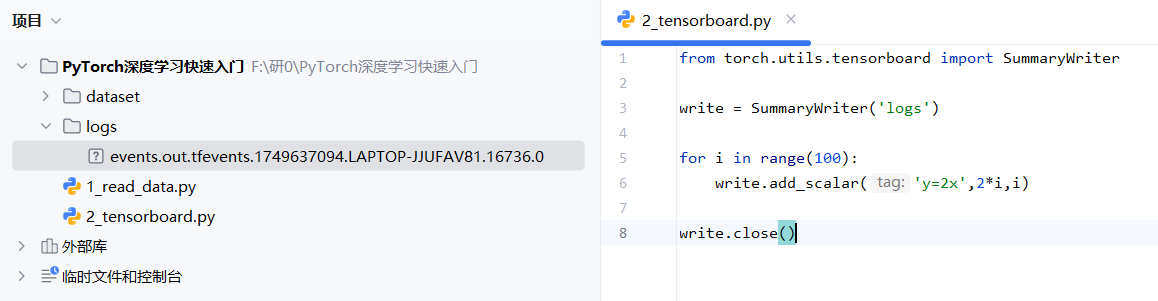 项目
PyTorch深度学习快速入门 F:\研0\PyTorch深度学习快速入门
dataset
logs
events.out.tfevents.1749637094.LAPTOP-JJUFAV81.16736.0
1_read_data.py
2_tensorboard.py
外部库
临时文件和控制台
2_tensorboard.py
1 from torch.utils.tensorboard import SummaryWriter
2
3 write = SummaryWriter('logs')
4
5 for i in range(100):
6 write.add_scalar( tag: 'y=2x',2*i,i)
7
8 write.close()